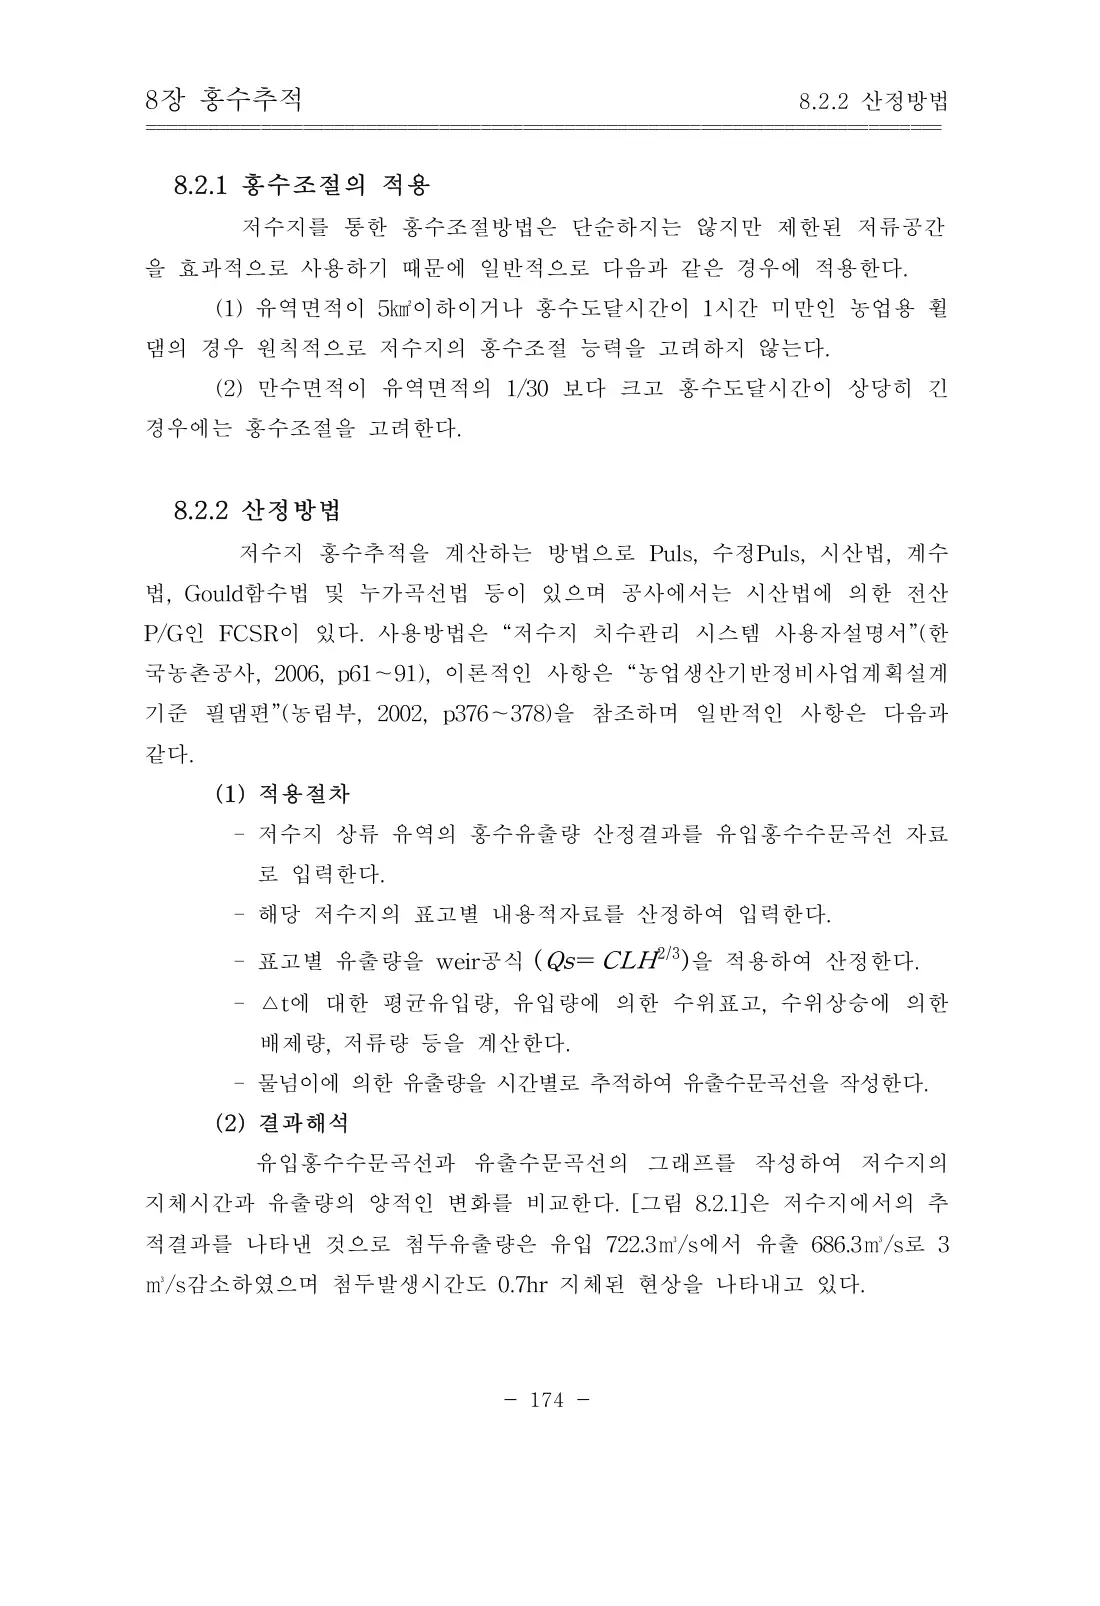 8장 홍수추적
8.2.2 산정방법
8.2.1 홍수조절의 적용
저수지를 통한 홍수조절방법은 단순하지는 않지만 제한된 저류공간
을 효과적으로 사용하기 때문에 일반적으로 다음과 같은 경우에 적용한다.
(1) 유역면적이 5㎢이하이거나 홍수도달시간이 1시간 미만인 농업용 휠
댐의 경우 원칙적으로 저수지의 홍수조절 능력을 고려하지 않는다.
(2) 만수면적이 유역면적의 1/30 보다 크고 홍수도달시간이 상당히 긴
경우에는 홍수조절을 고려한다.
8.2.2 산정방법
저수지 홍수추적을 계산하는 방법으로 Puls, 수정Puls, 시산법, 계수
법, Gould함수법 및 누가곡선법 등이 있으며 공사에서는 시산법에 의한 전산
P/G인 FCSR이 있다. 사용방법은 “저수지 치수관리 시스템 사용자설명서”(한
국농촌공사, 2006, p61～91), 이론적인 사항은 “농업생산기반정비사업계획설계
기준 필댐편”(농림부, 2002, p376～378)을 참조하며 일반적인 사항은 다음과
같다.
(1) 적용절차
- 저수지 상류 유역의 홍수유출량 산정결과를 유입홍수수문곡선 자료
로 입력한다.
- 해당 저수지의 표고별 내용적자료를 산정하여 입력한다.
- 표고별 유출량을 weir공식 (Qs= CLH^{2/3})을 적용하여 산정한다.
- △t에 대한 평균유입량, 유입량에 의한 수위표고, 수위상승에 의한
배제량, 저류량 등을 계산한다.
- 물넘이에 의한 유출량을 시간별로 추적하여 유출수문곡선을 작성한다.
(2) 결과해석
유입홍수수문곡선과 유출수문곡선의 그래프를 작성하여 저수지의
지체시간과 유출량의 양적인 변화를 비교한다. [그림 8.2.1]은 저수지에서의 추
적결과를 나타낸 것으로 첨두유출량은 유입 722.3㎥/s에서 유출 686.3㎥/s로 3
㎥/s감소하였으며 첨두발생시간도 0.7hr 지체된 현상을 나타내고 있다.
- 174 -